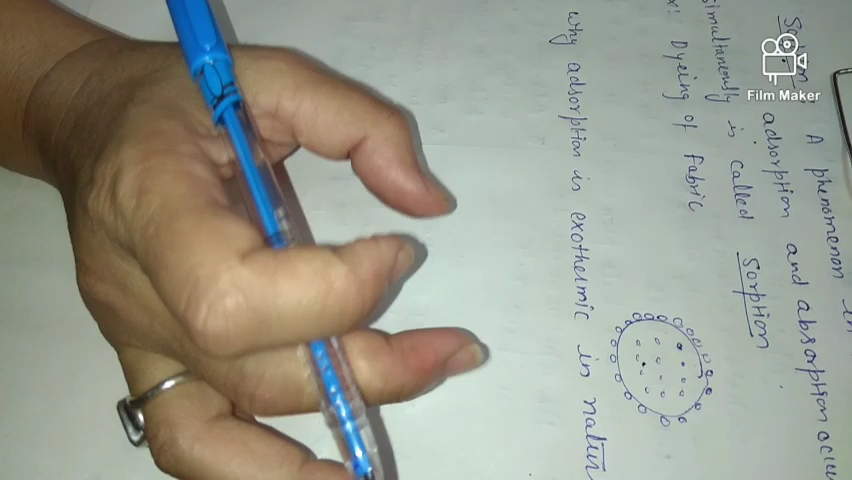 Sorption: A phenomenon in
adsorption and absorption occu
simultaneously is called Sorption
x: Dyeing of fabric
why adsorption is exothermic in natur
Film Maker